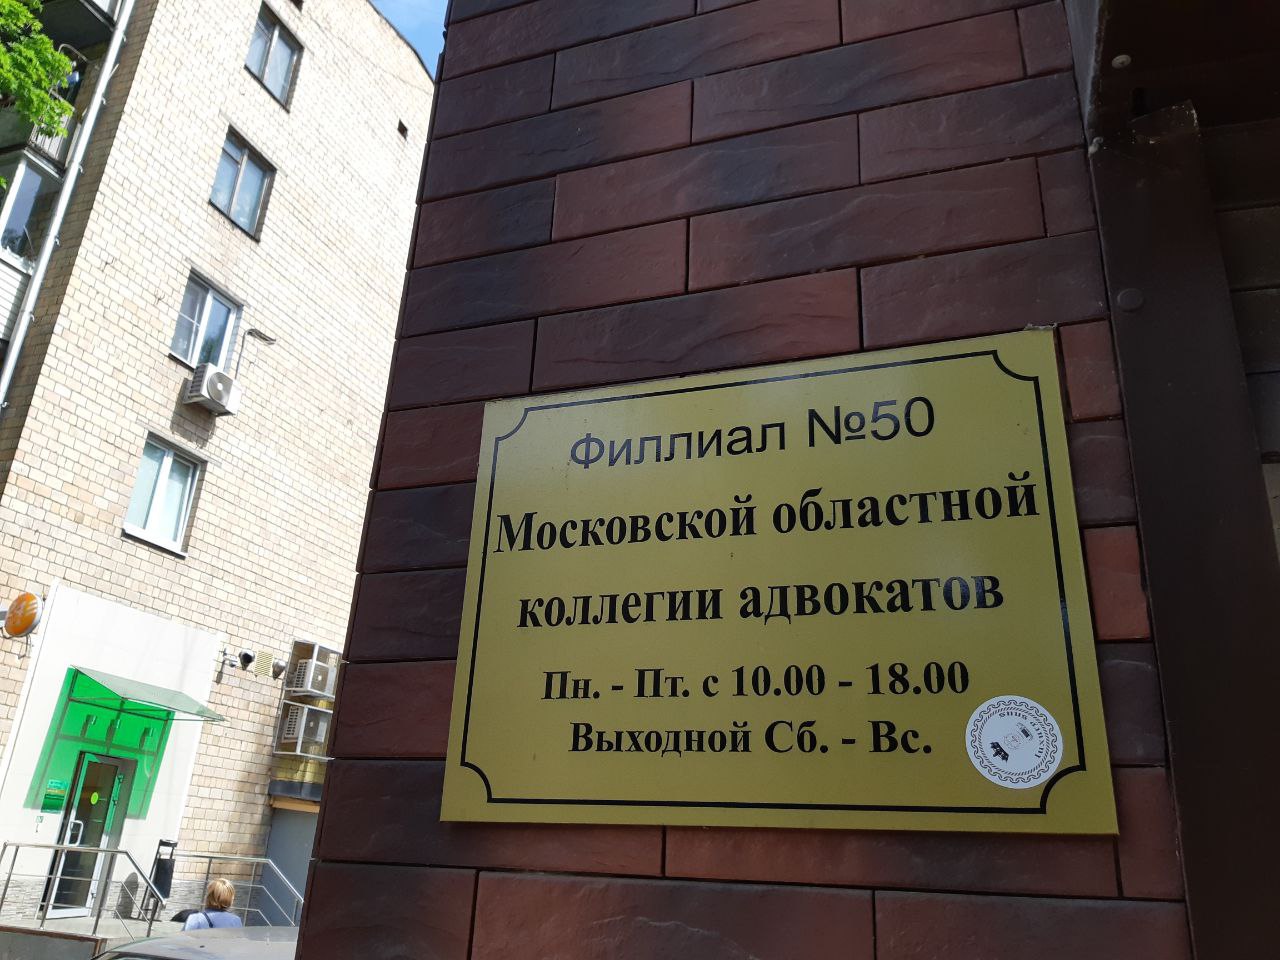 Филлиал №50
Московской областной
коллегии адвокатов
Пн. - Пт. с 10.00 - 18.00
Выходной Сб. - Вс.